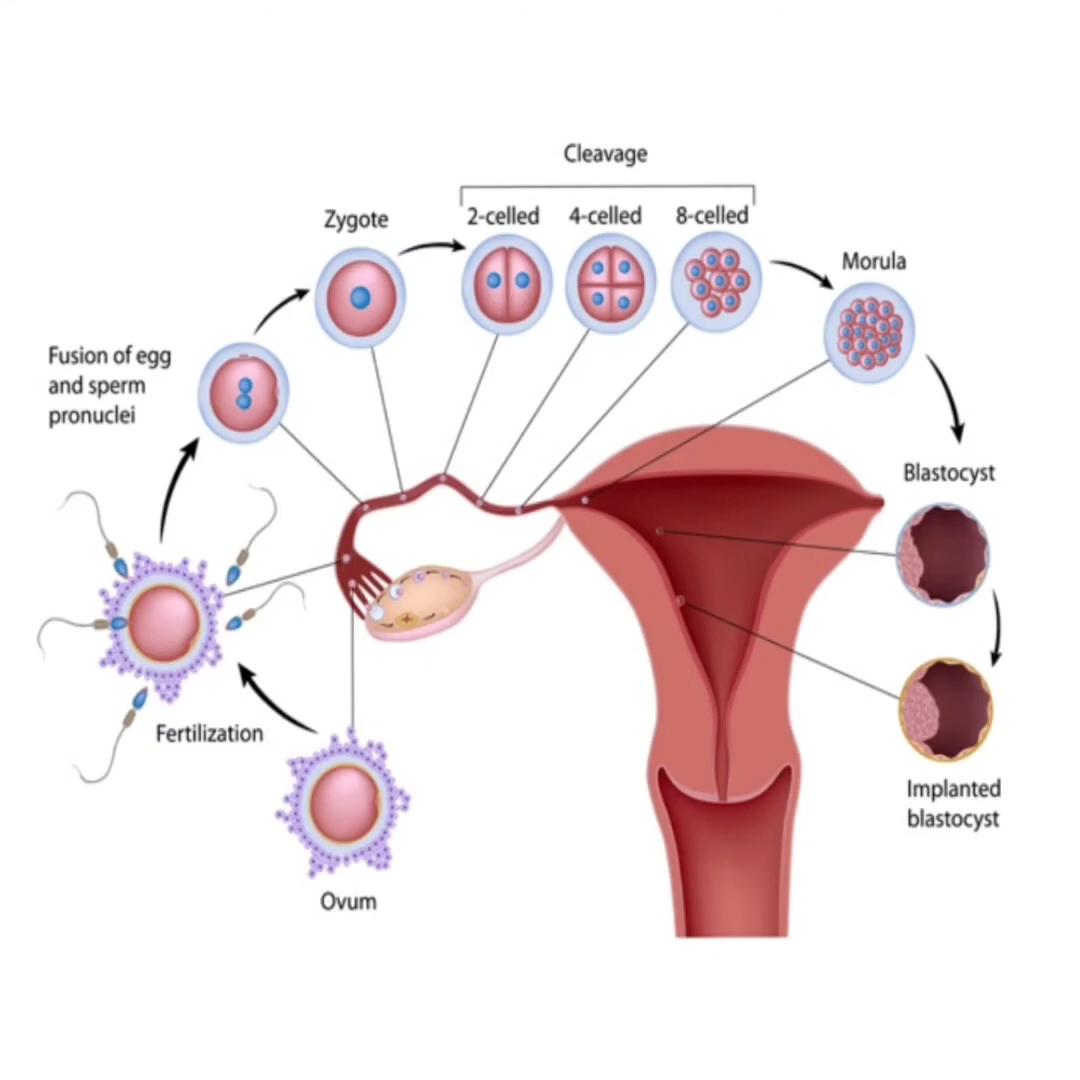 Cleavage
Zygote
2-celled
4-celled
8-celled
Morula
Fusion of egg
and sperm
pronuclei
Blastocyst
Fertilization
Implanted
blastocyst
Ovum